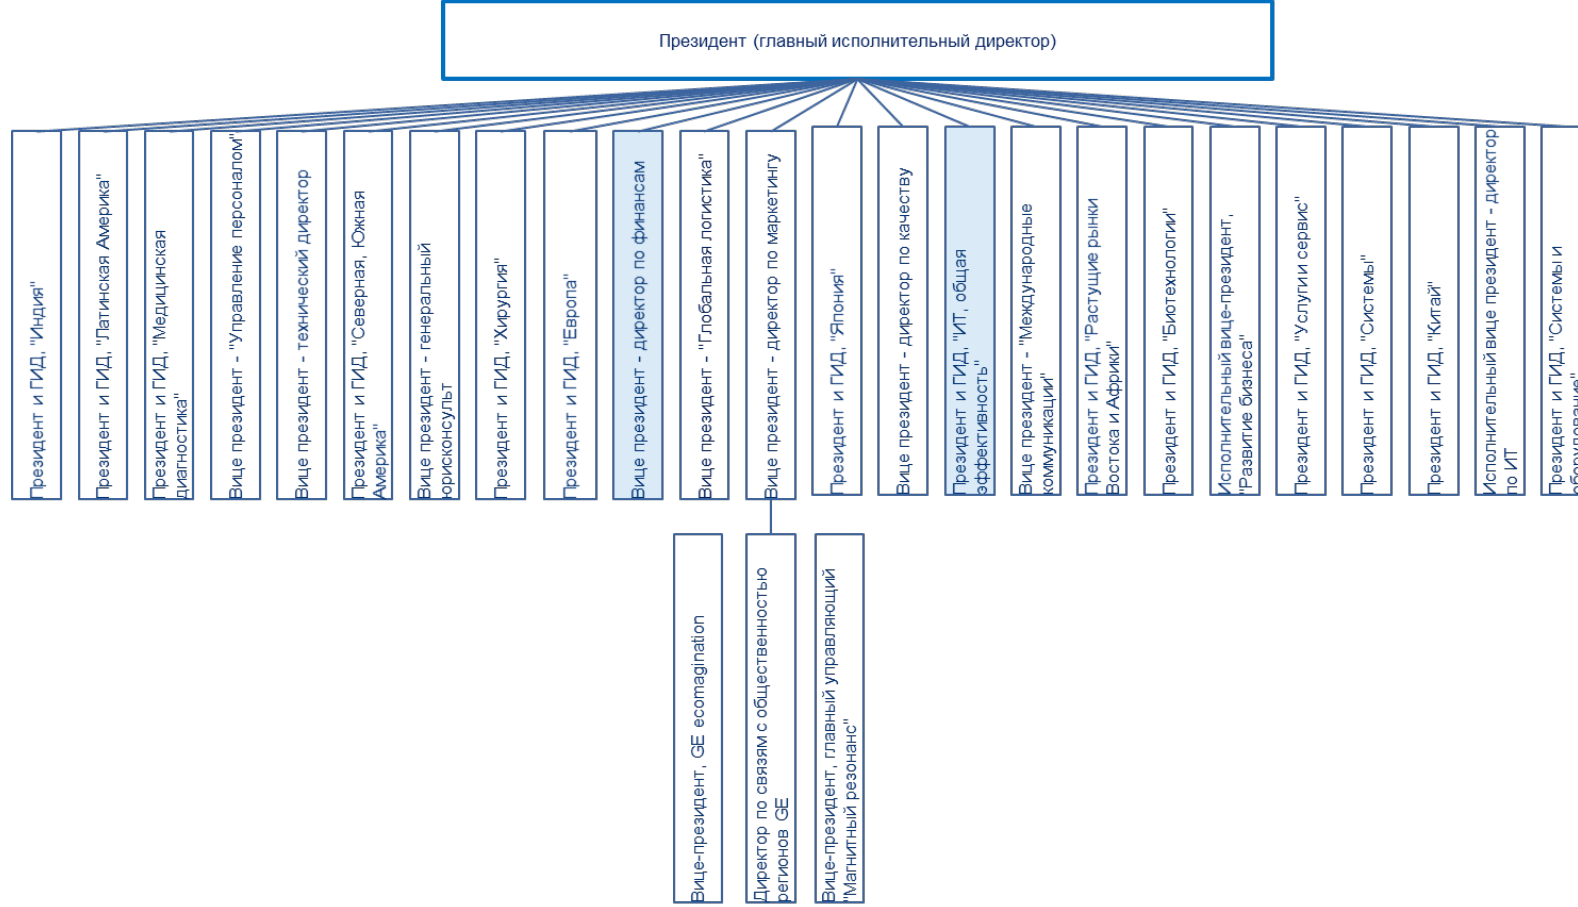 Президент (главный исполнительный директор)
Президент и ГИД, "Индия"
Президент и ГИД, "Латинская Америка"
Президент и ГИД, "Медицинская
диагностика"
Вице президент - "Управление персоналом"
Вице президент - технический директор
Президент и ГИД, "Северная, Южная
Америка"
Вице президент - генеральный
юрисконсульт
Президент и ГИД, "Хирургия"
Президент и ГИД, "Европа"
Вице президент - директор по финансам
Вице президент - "Глобальная логистика"
Вице президент - директор по маркетингу
Президент и ГИД, "Япония"
Вице президент - директор по качеству
Президент и ГИД, "ИТ, общая
эффективность"
Вице президент - "Международные
коммуникации"
Президент и ГИД, "Растущие рынки
Востока и Африки"
Президент и ГИД, "Биотехнологии"
Исполнительный вице-президент,
"Развитие бизнеса"
Президент и ГИД, "Услуги и сервис"
Президент и ГИД, "Системы"
Президент и ГИД, "Китай"
Исполнительный вице президент - директор
по ИТ
Президент и ГИД, "Системы и
оборудование"
Вице-президент, GE ecomagination
Директор по связям с общественностью
регионов GE
Вице-президент, главный управляющий
"Магнитный резонанс"